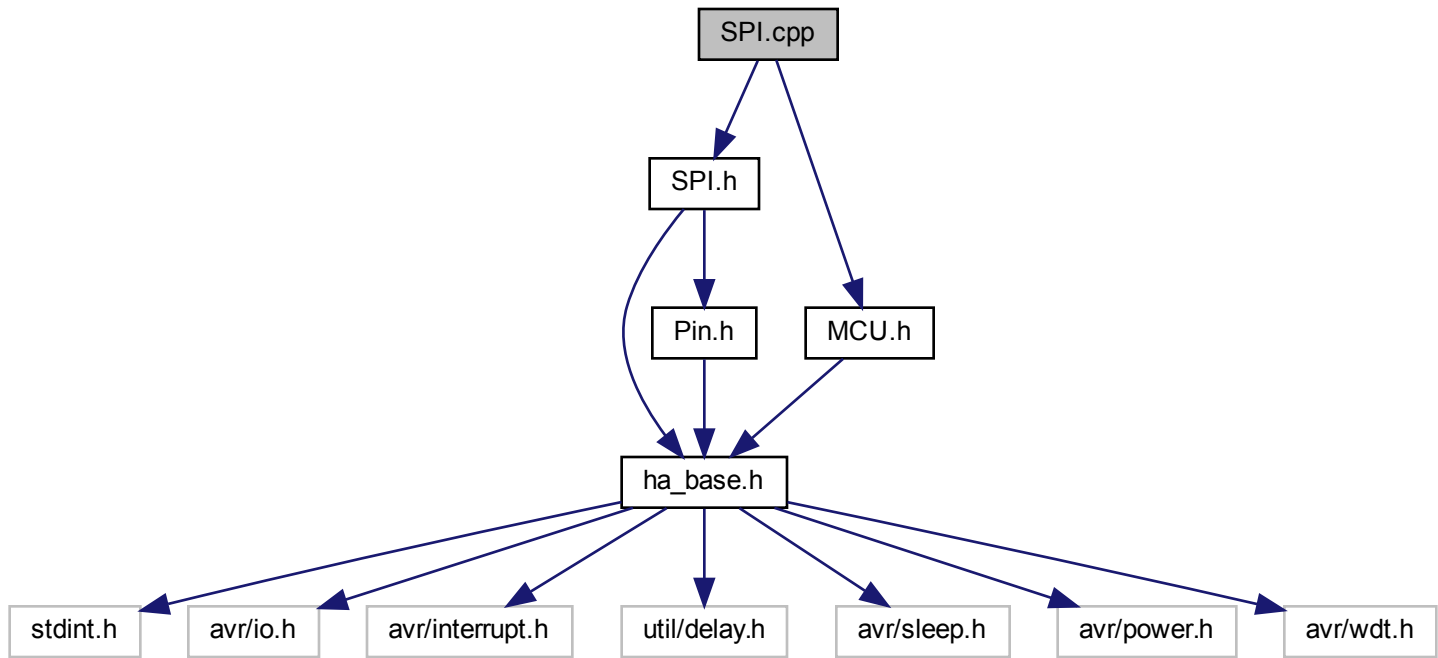 SPI.cpp
SPI.h
Pin.h
MCU.h
ha_base.h
stdint.h
avr/io.h
avr/interrupt.h
util/delay.h
avr/sleep.h
avr/power.h
avr/wdt.h